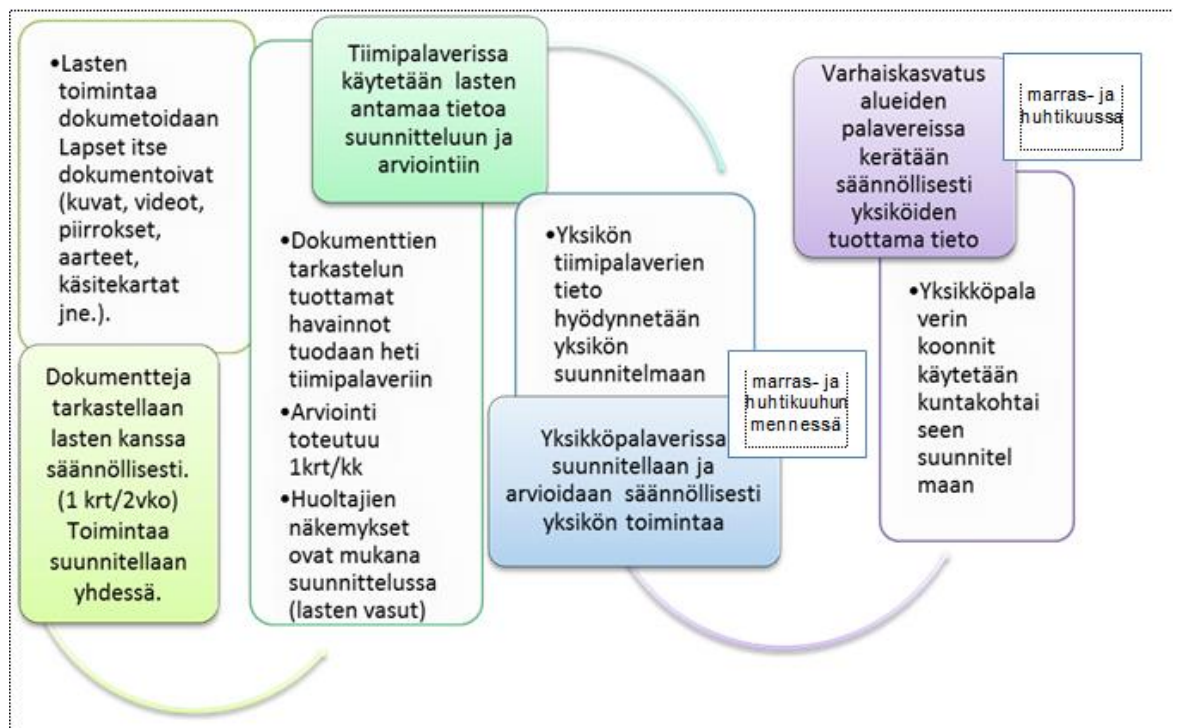 •Lasten
toimintaa
dokumetoidaan
Lapset itse
dokumentoivat
(kuvat, videot,
piirrokset,
aarteet,
käsitekartat
jne.).
Dokumentteja
tarkastellaan
lasten kanssa
säännöllisesti.
(1 krt/2vko)
Toimintaa
suunnitellaan
yhdessä.
Tiimipalaverissa
käytetään lasten
antamaa tietoa
suunnitteluun ja
arviointiin
•Dokumenttien
tarkastelun
tuottamat
havainnot
tuodaan heti
tiimipalaveriin
•Arviointi
toteutuu
1krt/kk
•Huoltajien
näkemykset
ovat mukana
suunnittelussa
(lasten vasut)
•Yksikön
tiimipalaverien
tieto
hyödynnetään
yksikön
suunnitelmaan
marras- ja
huhtikuuhun
mennessä
Yksikköpalaverissa
suunnitellaan ja
arvioidaan säännöllisesti
yksikön toimintaa
Varhaiskasvatus
alueiden
palavereissa
kerätään
säännöllisesti
yksiköiden
tuottama tieto
marras- ja
huhtikuussa
•Yksikköpala
verin
koonnit
käytetään
kuntakohtai
seen
suunnitel
maan